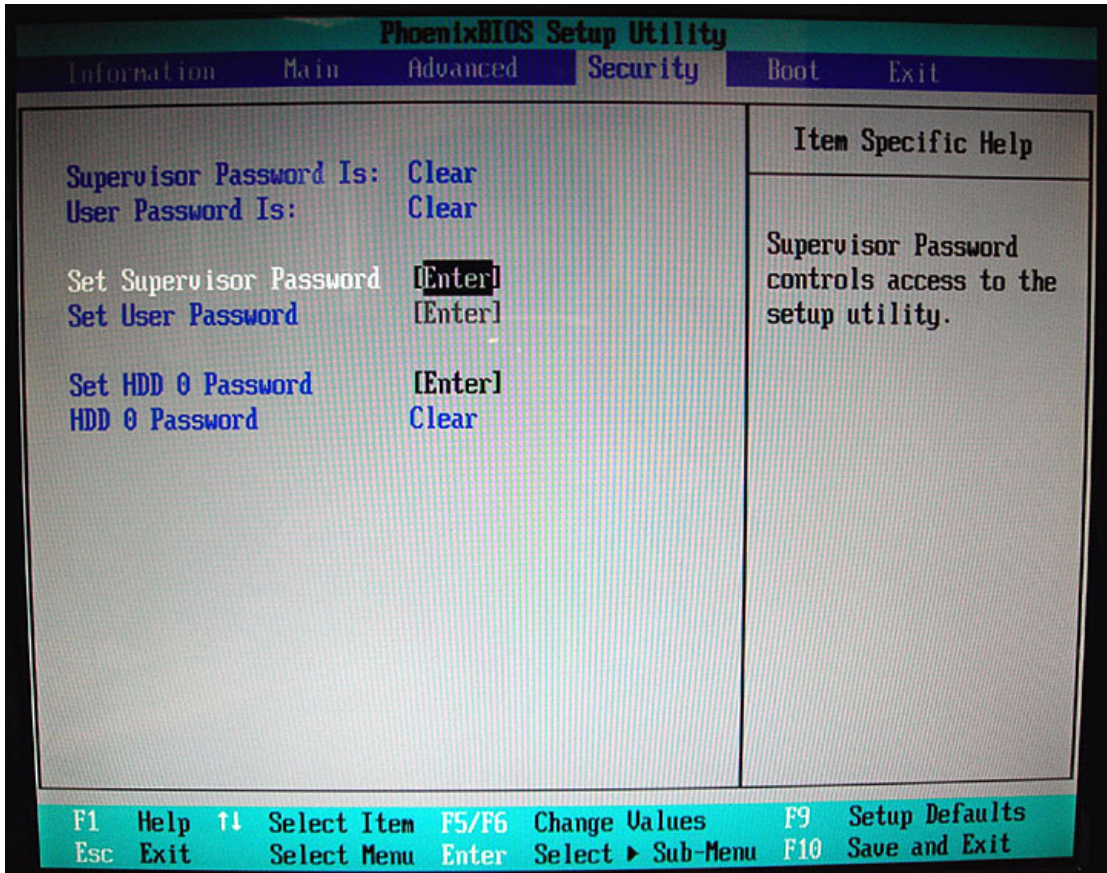 PhoenixBIOS Setup Utility
Information Main Advanced Security Boot Exit
Item Specific Help
Supervisor Password Is: Clear
User Password Is: Clear
Set Supervisor Password [Enter]
Set User Password [Enter]
Set HDD 0 Password [Enter]
HDD 0 Password Clear
Supervisor Password
controls access to the
setup utility.
F1 Help ↑↓ Select Item F5/F6 Change Values F9 Setup Defaults
Esc Exit Select Menu Enter Select ▶ Sub-Menu F10 Save and Exit